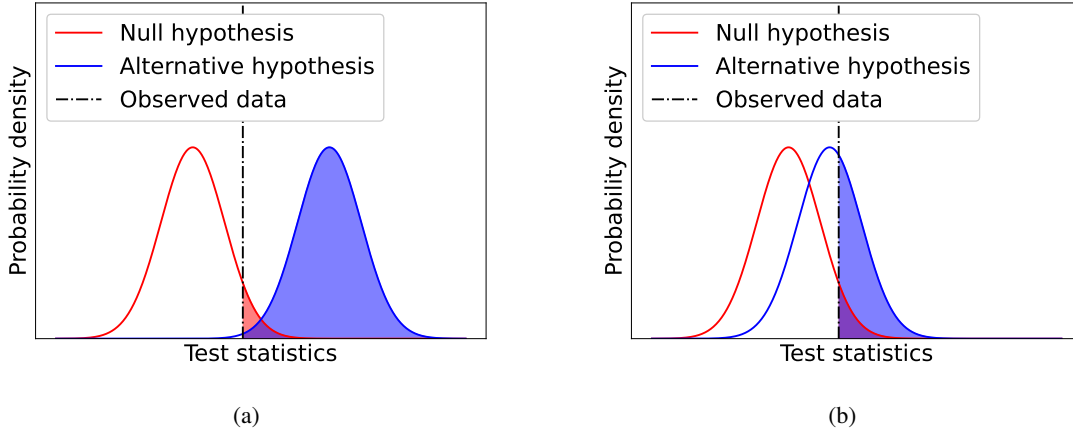 Null hypothesis
Alternative hypothesis
Observed data
Probability density
Test statistics
(a)
Null hypothesis
Alternative hypothesis
Observed data
Probability density
Test statistics
(b)